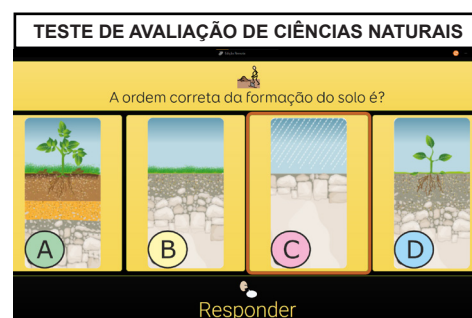 TESTE DE AVALIAÇÃO DE CIÊNCIAS NATURAIS
A ordem correta da formação do solo é?
A
B
C
D
Responder